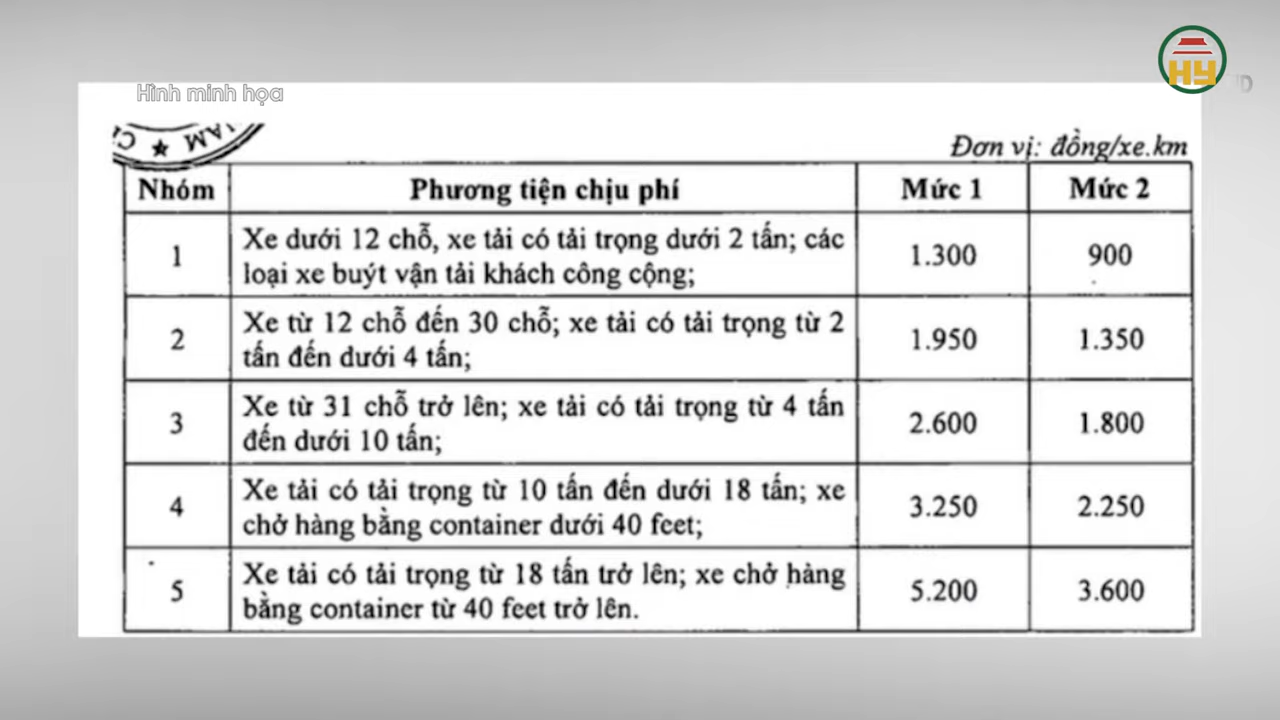 HY
Hình minh họa
NAM
Đơn vị: đồng/xe.km
Nhóm Phương tiện chịu phí Mức 1 Mức 2
1 Xe dưới 12 chỗ, xe tải có tải trọng dưới 2 tấn; các 1.300 900
loại xe buýt vận tải khách công cộng;
2 Xe từ 12 chỗ đến 30 chỗ; xe tải có tải trọng từ 2 1.950 1.350
tấn đến dưới 4 tấn;
3 Xe từ 31 chỗ trở lên; xe tải có tải trọng từ 4 tấn 2.600 1.800
đến dưới 10 tấn;
4 Xe tải có tải trọng từ 10 tấn đến dưới 18 tấn; xe 3.250 2.250
chở hàng bằng container dưới 40 feet;
5 Xe tải có tải trọng từ 18 tấn trở lên; xe chở hàng 5.200 3.600
bằng container từ 40 feet trở lên.